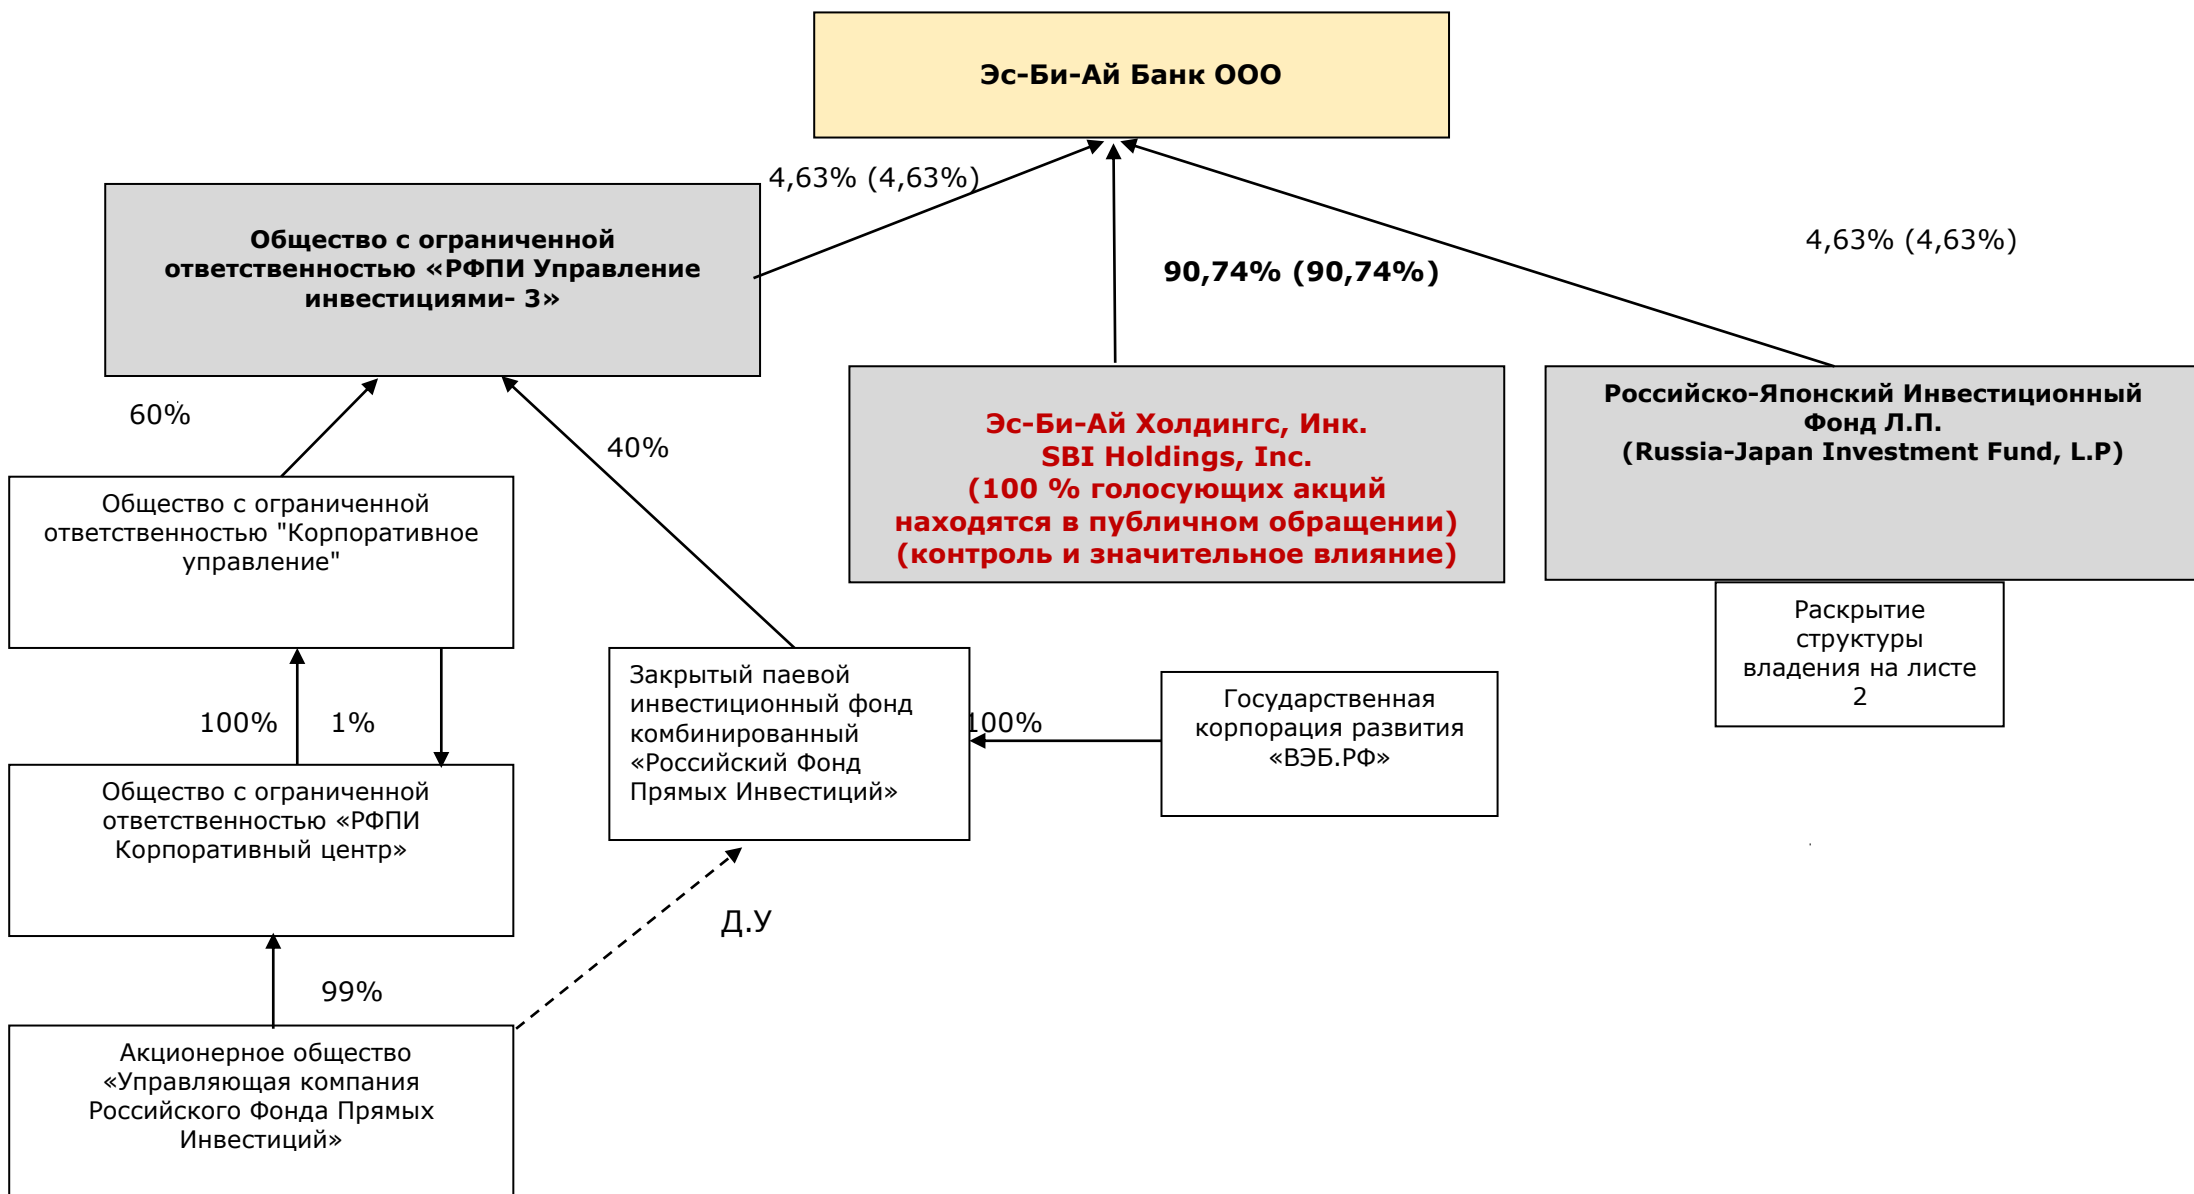 Эс-Би-Ай Банк ООО
4,63% (4,63%)
Общество с ограниченной
ответственностью «РФПИ Управление
инвестициями- 3»
90,74% (90,74%)
4,63% (4,63%)
Эс-Би-Ай Холдингс, Инк.
SBI Holdings, Inc.
(100 % голосующих акций
находятся в публичном обращении)
(контроль и значительное влияние)
Российско-Японский Инвестиционный
Фонд Л.П.
(Russia-Japan Investment Fund, L.P)
Раскрытие
структуры
владения на листе
2
60%
40%
Общество с ограниченной
ответственностью "Корпоративное
управление"
Закрытый паевой
инвестиционный фонд
комбинированный
«Российский Фонд
Прямых Инвестиций»
100%
Государственная
корпорация развития
«ВЭБ.РФ»
100%
1%
Общество с ограниченной
ответственностью «РФПИ
Корпоративный центр»
Д.У
99%
Акционерное общество
«Управляющая компания
Российского Фонда Прямых
Инвестиций»